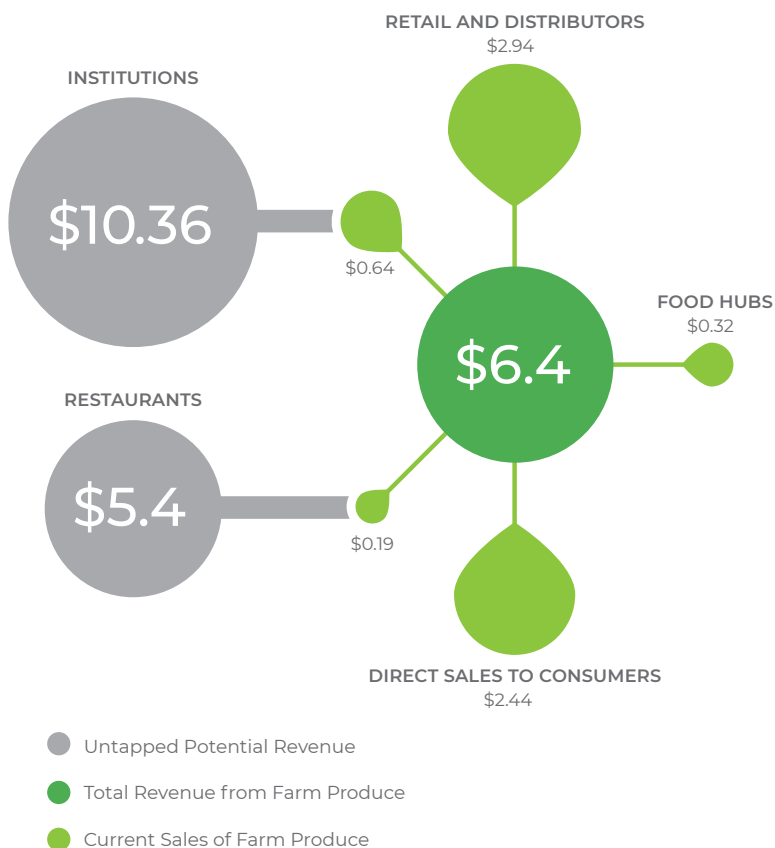 RETAIL AND DISTRIBUTORS
$2.94
INSTITUTIONS
$10.36
$0.64
FOOD HUBS
$0.32
$6.4
RESTAURANTS
$5.4
$0.19
DIRECT SALES TO CONSUMERS
$2.44
Untapped Potential Revenue
Total Revenue from Farm Produce
Current Sales of Farm Produce